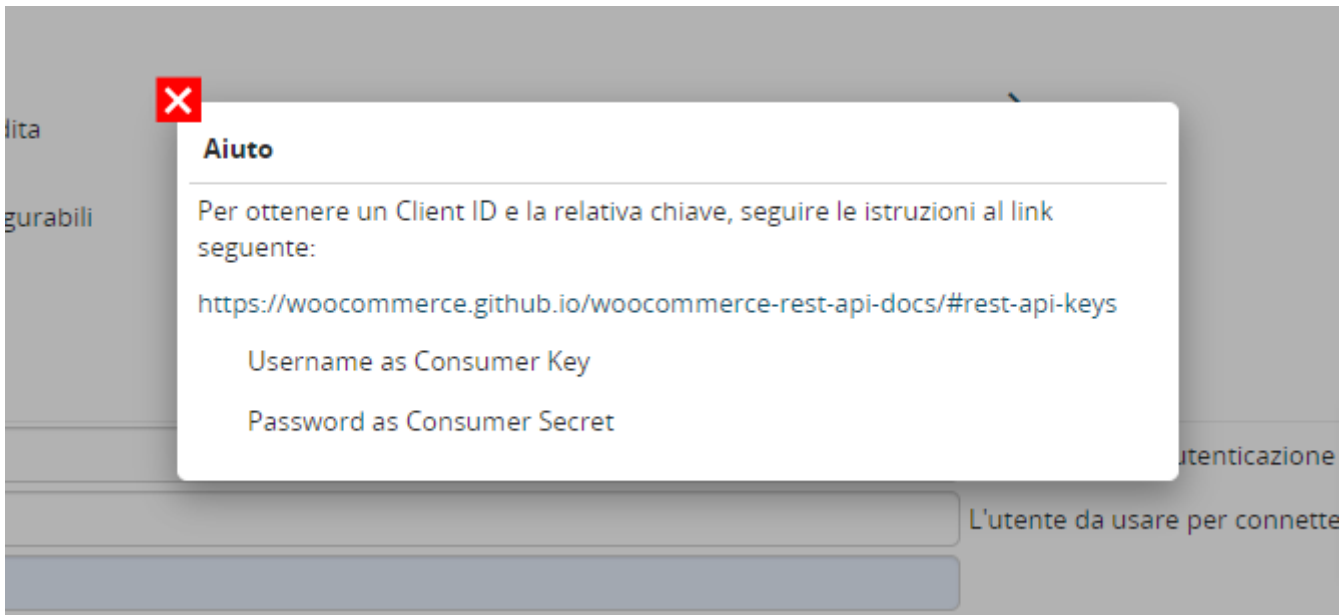 dita
Aiuto
gurabili
Per ottenere un Client ID e la relativa chiave, seguire le istruzioni al link
seguente:
https://woocommerce.github.io/woocommerce-rest-api-docs/#rest-api-keys
Username as Consumer Key
Password as Consumer Secret
utenticazione
L'utente da usare per connette